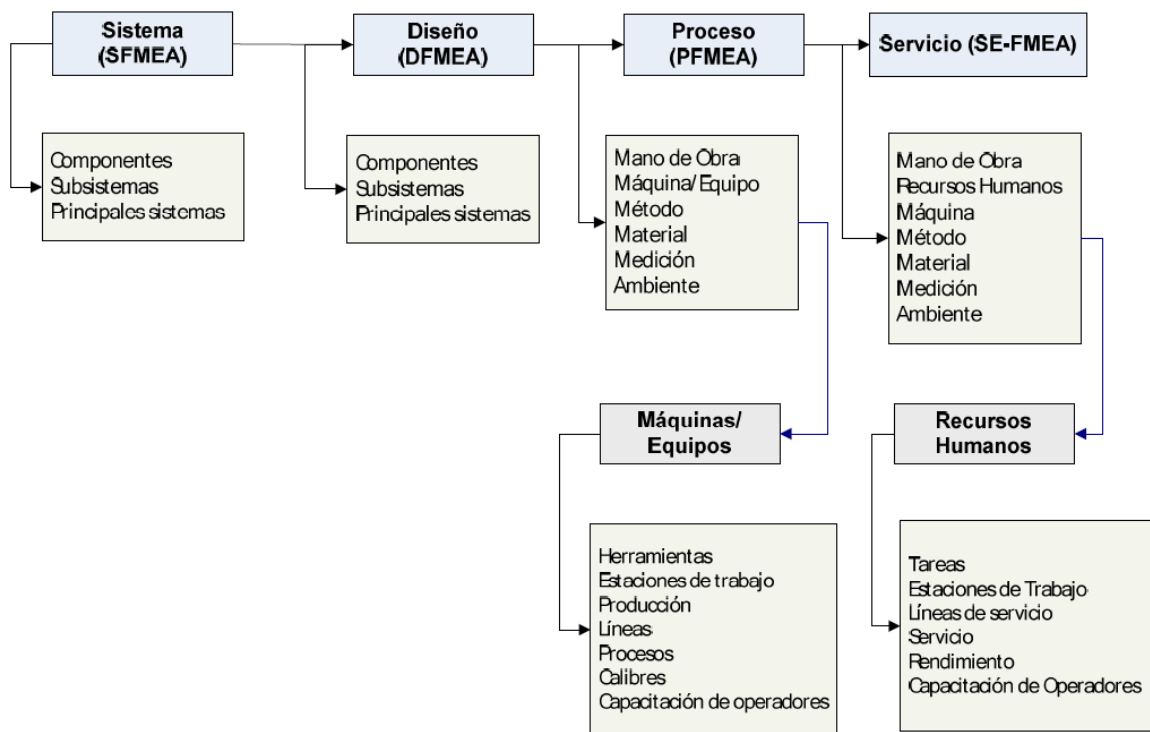 Sistema
(SFMEA)
Diseño
(DFMEA)
Proceso
(PFMEA)
Servicio (SE-FMEA)
Componentes
Subsistemas
Principales sistemas
Componentes
Subsistemas
Principales sistemas
Mano de Obra
Máquina/ Equipo
Método
Material
Medición
Ambiente
Mano de Obra
Recursos Humanos
Máquina
Método
Material
Medición
Ambiente
Máquinas/
Equipos
Recursos
Humanos
Herramientas
Estaciones de trabajo
Producción
Líneas
Procesos
Calibres
Capacitación de operadores
Tareas
Estaciones de Trabajo
Líneas de servicio
Servicio
Rendimiento
Capacitación de Operadores